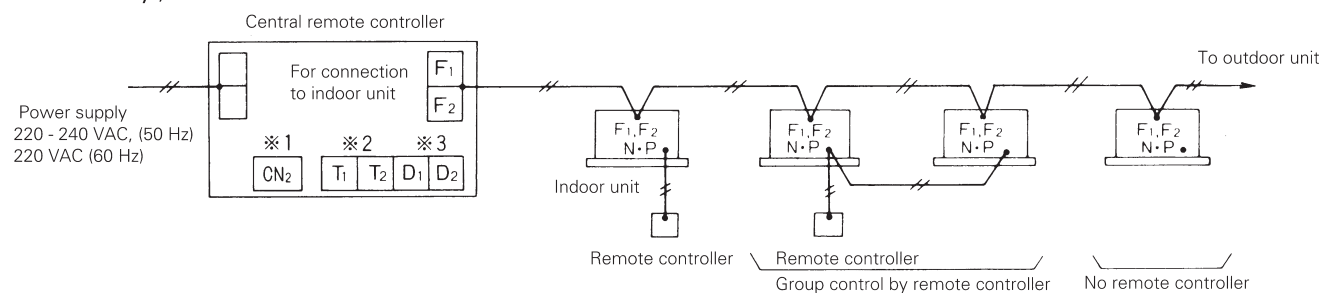 Central remote controller
For connection
to indoor unit
F₁
F₂
※1
※2
※3
CN₂
T₁
T₂
D₁
D₂
Power supply
220 - 240 VAC, (50 Hz)
220 VAC (60 Hz)
To outdoor unit
F₁,F₂
N・P
F₁,F₂
N・P
F₁,F₂
N・P
F₁,F₂
N・P
Indoor unit
Remote controller
Remote controller
Group control by remote controller
No remote controller